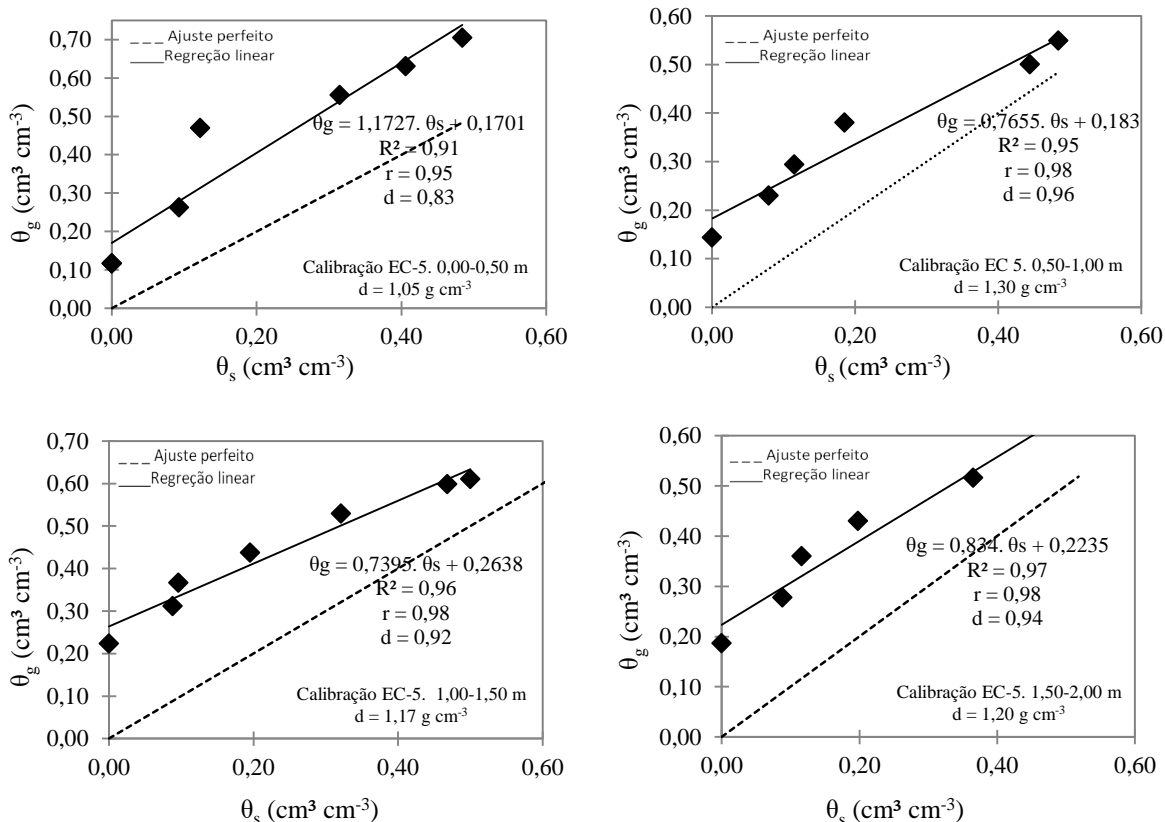 0,70
0,60
0,50
0,40
0,30
0,20
0,10
0,00
θg (cm³ cm-3)
Ajuste perfeito
Regreção linear
θg = 1,1727. θs + 0,1701
R² = 0,91
r = 0,95
d = 0,83
Calibração EC-5. 0,00-0,50 m
d = 1,05 g cm-3
0,00 0,20 0,40 0,60
θs (cm³ cm-3)
0,60
0,50
0,40
0,30
0,20
0,10
0,00
θg (cm³ cm-3)
Ajuste perfeito
Regreção linear
θg = 0,7655. θs + 0,183
R² = 0,95
r = 0,98
d = 0,96
Calibração EC 5. 0,50-1,00 m
d = 1,30 g cm-3
0,00 0,20 0,40 0,60
θs (cm³ cm-3)
0,70
0,60
0,50
0,40
0,30
0,20
0,10
0,00
θg (cm³ cm-3)
Ajuste perfeito
Regreção linear
θg = 0,7395. θs + 0,2638
R² = 0,96
r = 0,98
d = 0,92
Calibração EC-5. 1,00-1,50 m
d = 1,17 g cm-3
0,00 0,20 0,40 0,60
θs (cm³ cm-3)
0,60
0,50
0,40
0,30
0,20
0,10
0,00
θg (cm³ cm-3)
Ajuste perfeito
Regreção linear
θg = 0,834. θs + 0,2235
R² = 0,97
r = 0,98
d = 0,94
Calibração EC-5. 1,50-2,00 m
d = 1,20 g cm-3
0,00 0,20 0,40 0,60
θs (cm³ cm-3)